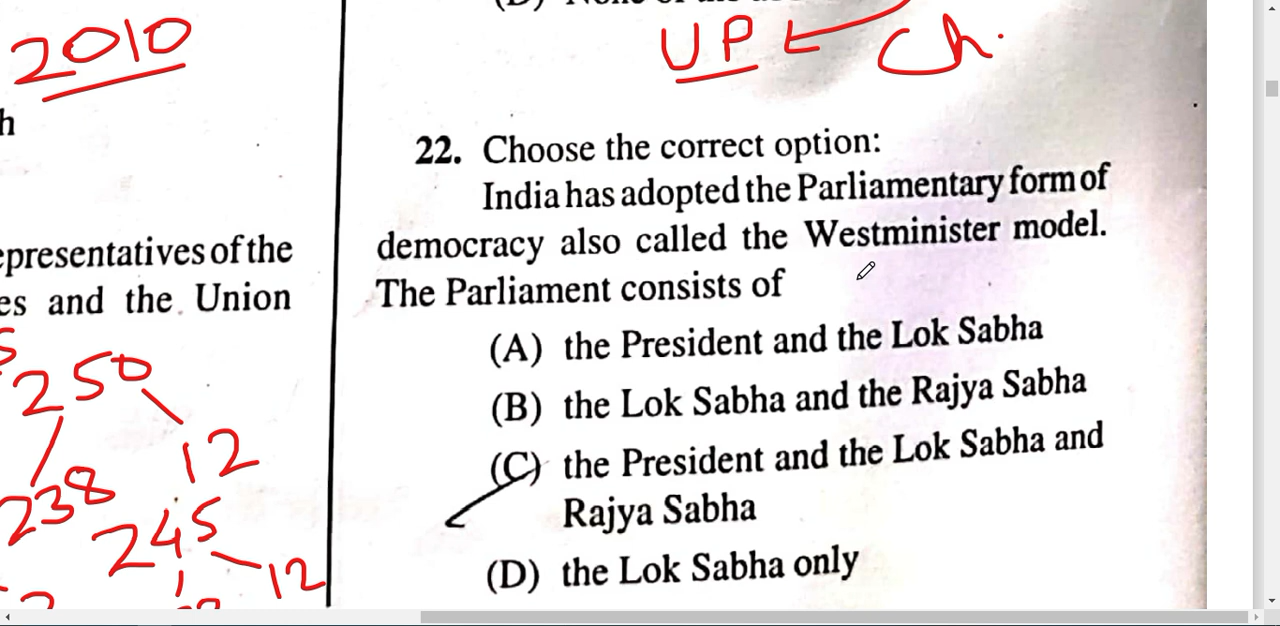 2010
UP Ch.
h
22. Choose the correct option:
India has adopted the Parliamentary form of
democracy also called the Westminister model.
The Parliament consists of
(A) the President and the Lok Sabha
(B) the Lok Sabha and the Rajya Sabha
(C) the President and the Lok Sabha and
Rajya Sabha
(D) the Lok Sabha only
epresentatives of the
es and the Union
250
12
238
245
12